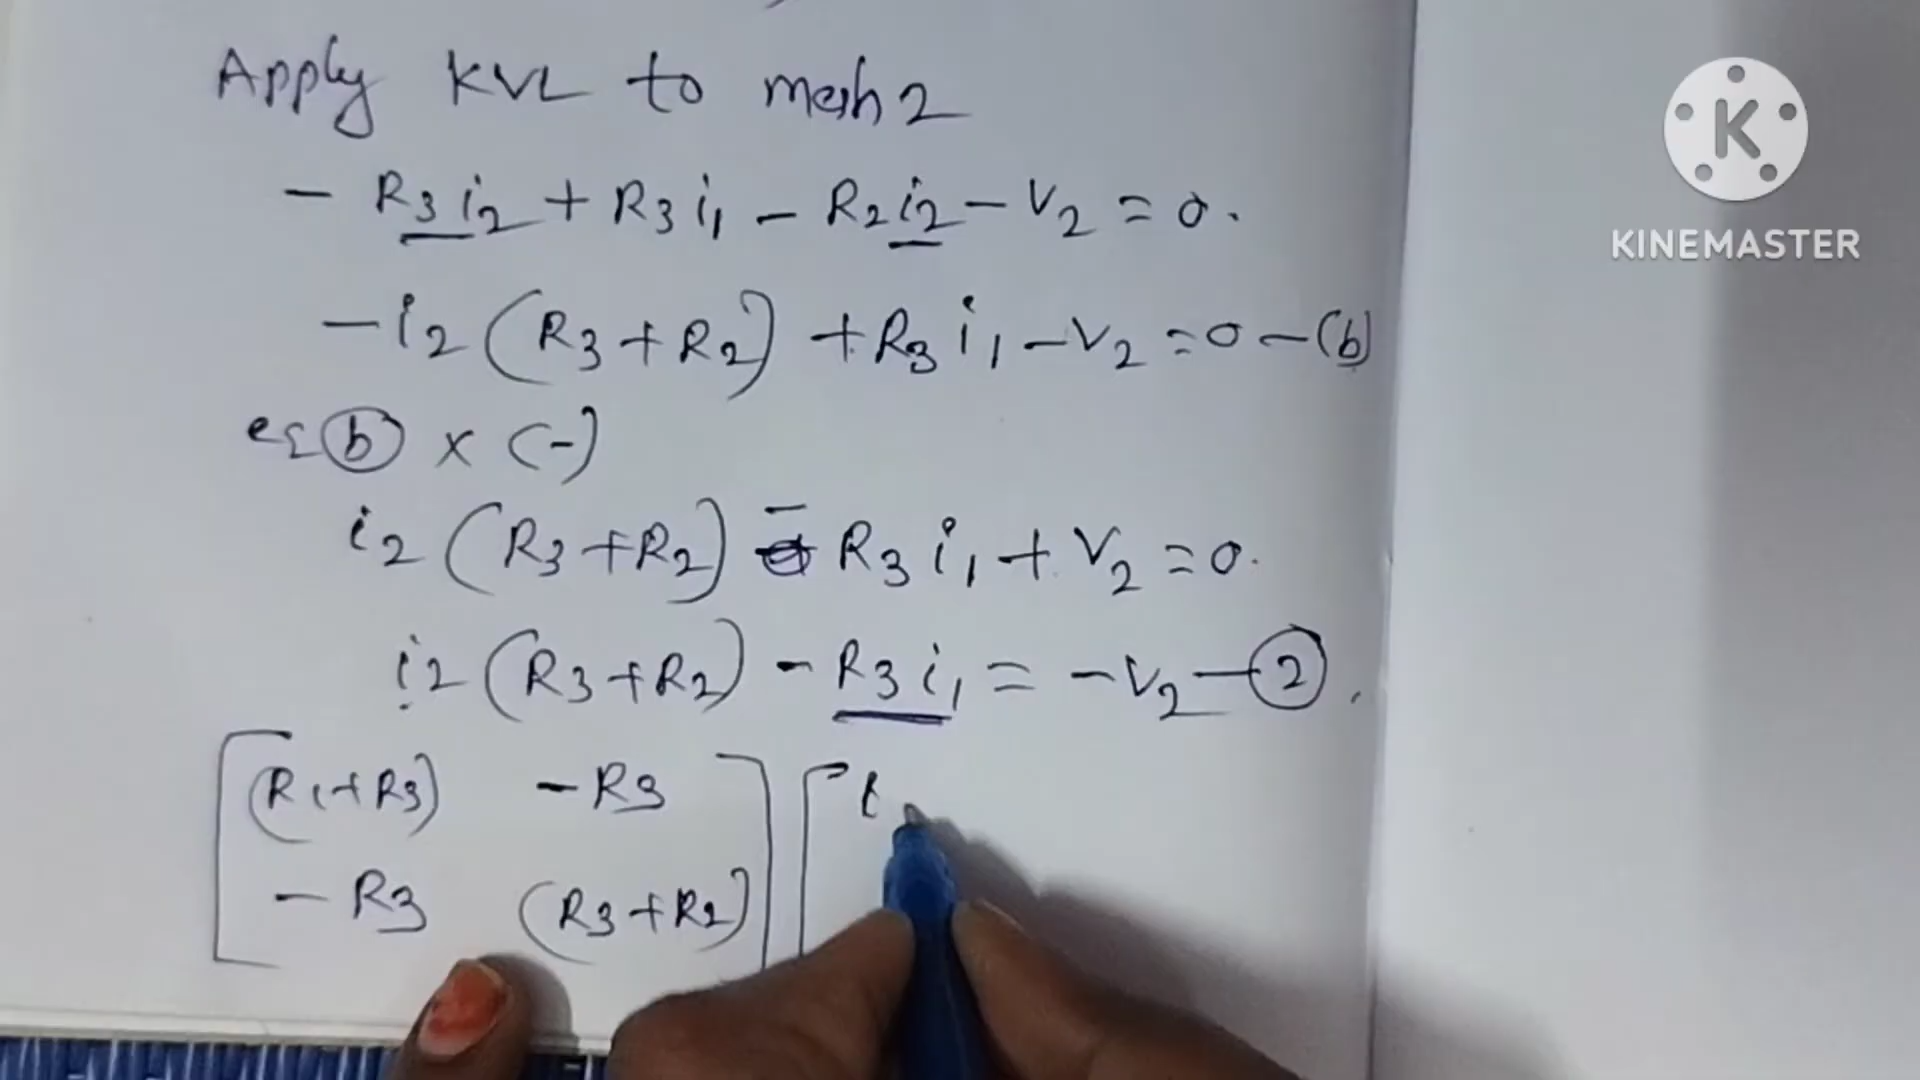 Apply KVL to mesh 2
- R3 i2 + R3 i1 - R2 i2 - V2 = 0.
- i2 (R3 + R2) + R3 i1 - V2 = 0 - (b)
eq (b) x (-)
i2 (R3 + R2) - R3 i1 + V2 = 0.
i2 (R3 + R2) - R3 i1 = - V2 - (2)
[(R1 + R3) - R3] [i
- R3 (R3 + R2)
K
KINEMASTER